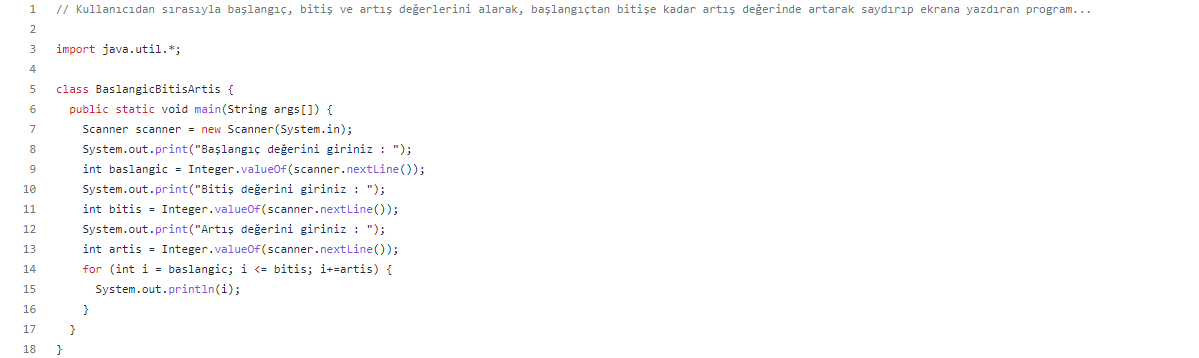 1 // Kullanıcıdan sırasıyla başlangıç, bitiş ve artış değerlerini alarak, başlangıçtan bitişe kadar artış değerinde artarak saydırıp ekrana yazdıran program...
2
3 import java.util.*;
4
5 class BaslangicBitisArtis {
6 public static void main(String args[]) {
7 Scanner scanner = new Scanner(System.in);
8 System.out.print("Başlangıç değerini giriniz : ");
9 int baslangic = Integer.valueOf(scanner.nextLine());
10 System.out.print("Bitiş değerini giriniz : ");
11 int bitis = Integer.valueOf(scanner.nextLine());
12 System.out.print("Artış değerini giriniz : ");
13 int artis = Integer.valueOf(scanner.nextLine());
14 for (int i = baslangic; i <= bitis; i+=artis) {
15 System.out.println(i);
16 }
17 }
18 }